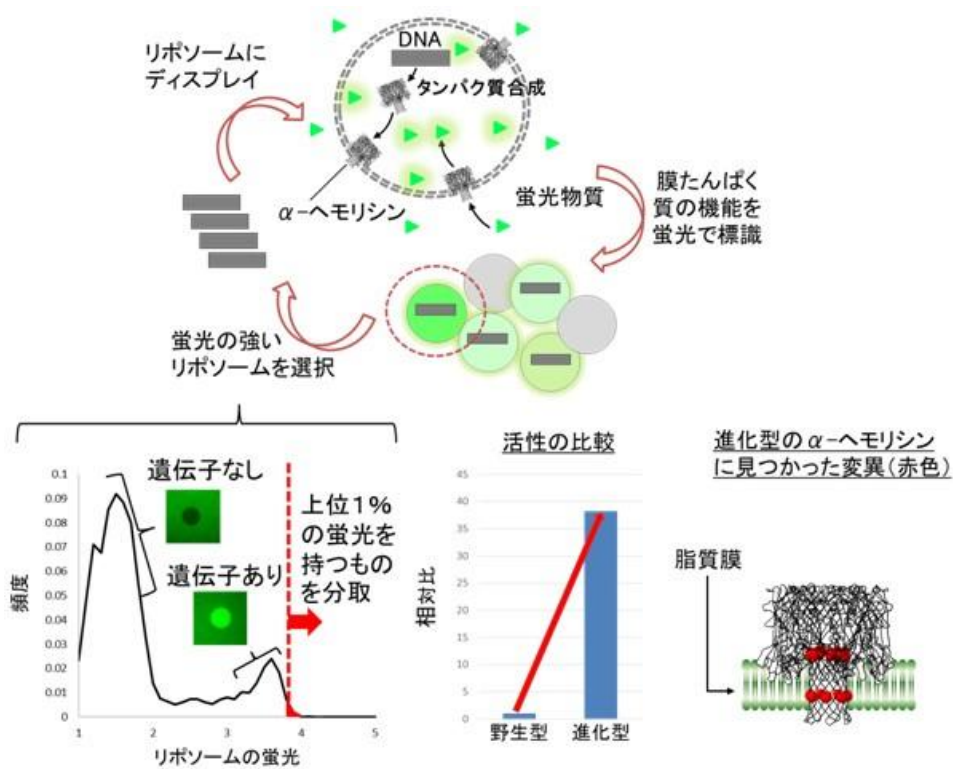 リポソームに
ディスプレイ
DNA
タンパク質合成
α-ヘモリシン
蛍光物質
膜たんぱく
質の機能を
蛍光で標識
蛍光の強い
リポソームを選択
頻度
0.1
0.09
0.08
0.07
0.06
0.05
0.04
0.03
0.02
0.01
0
1
2
3
4
5
リポソームの蛍光
遺伝子なし
遺伝子あり
上位1%
の蛍光を
持つもの
を分取
活性の比較
相対比
45
40
35
30
25
20
15
10
5
0
野生型
進化型
進化型のα-ヘモリシン
に見つかった変異(赤色)
脂質膜